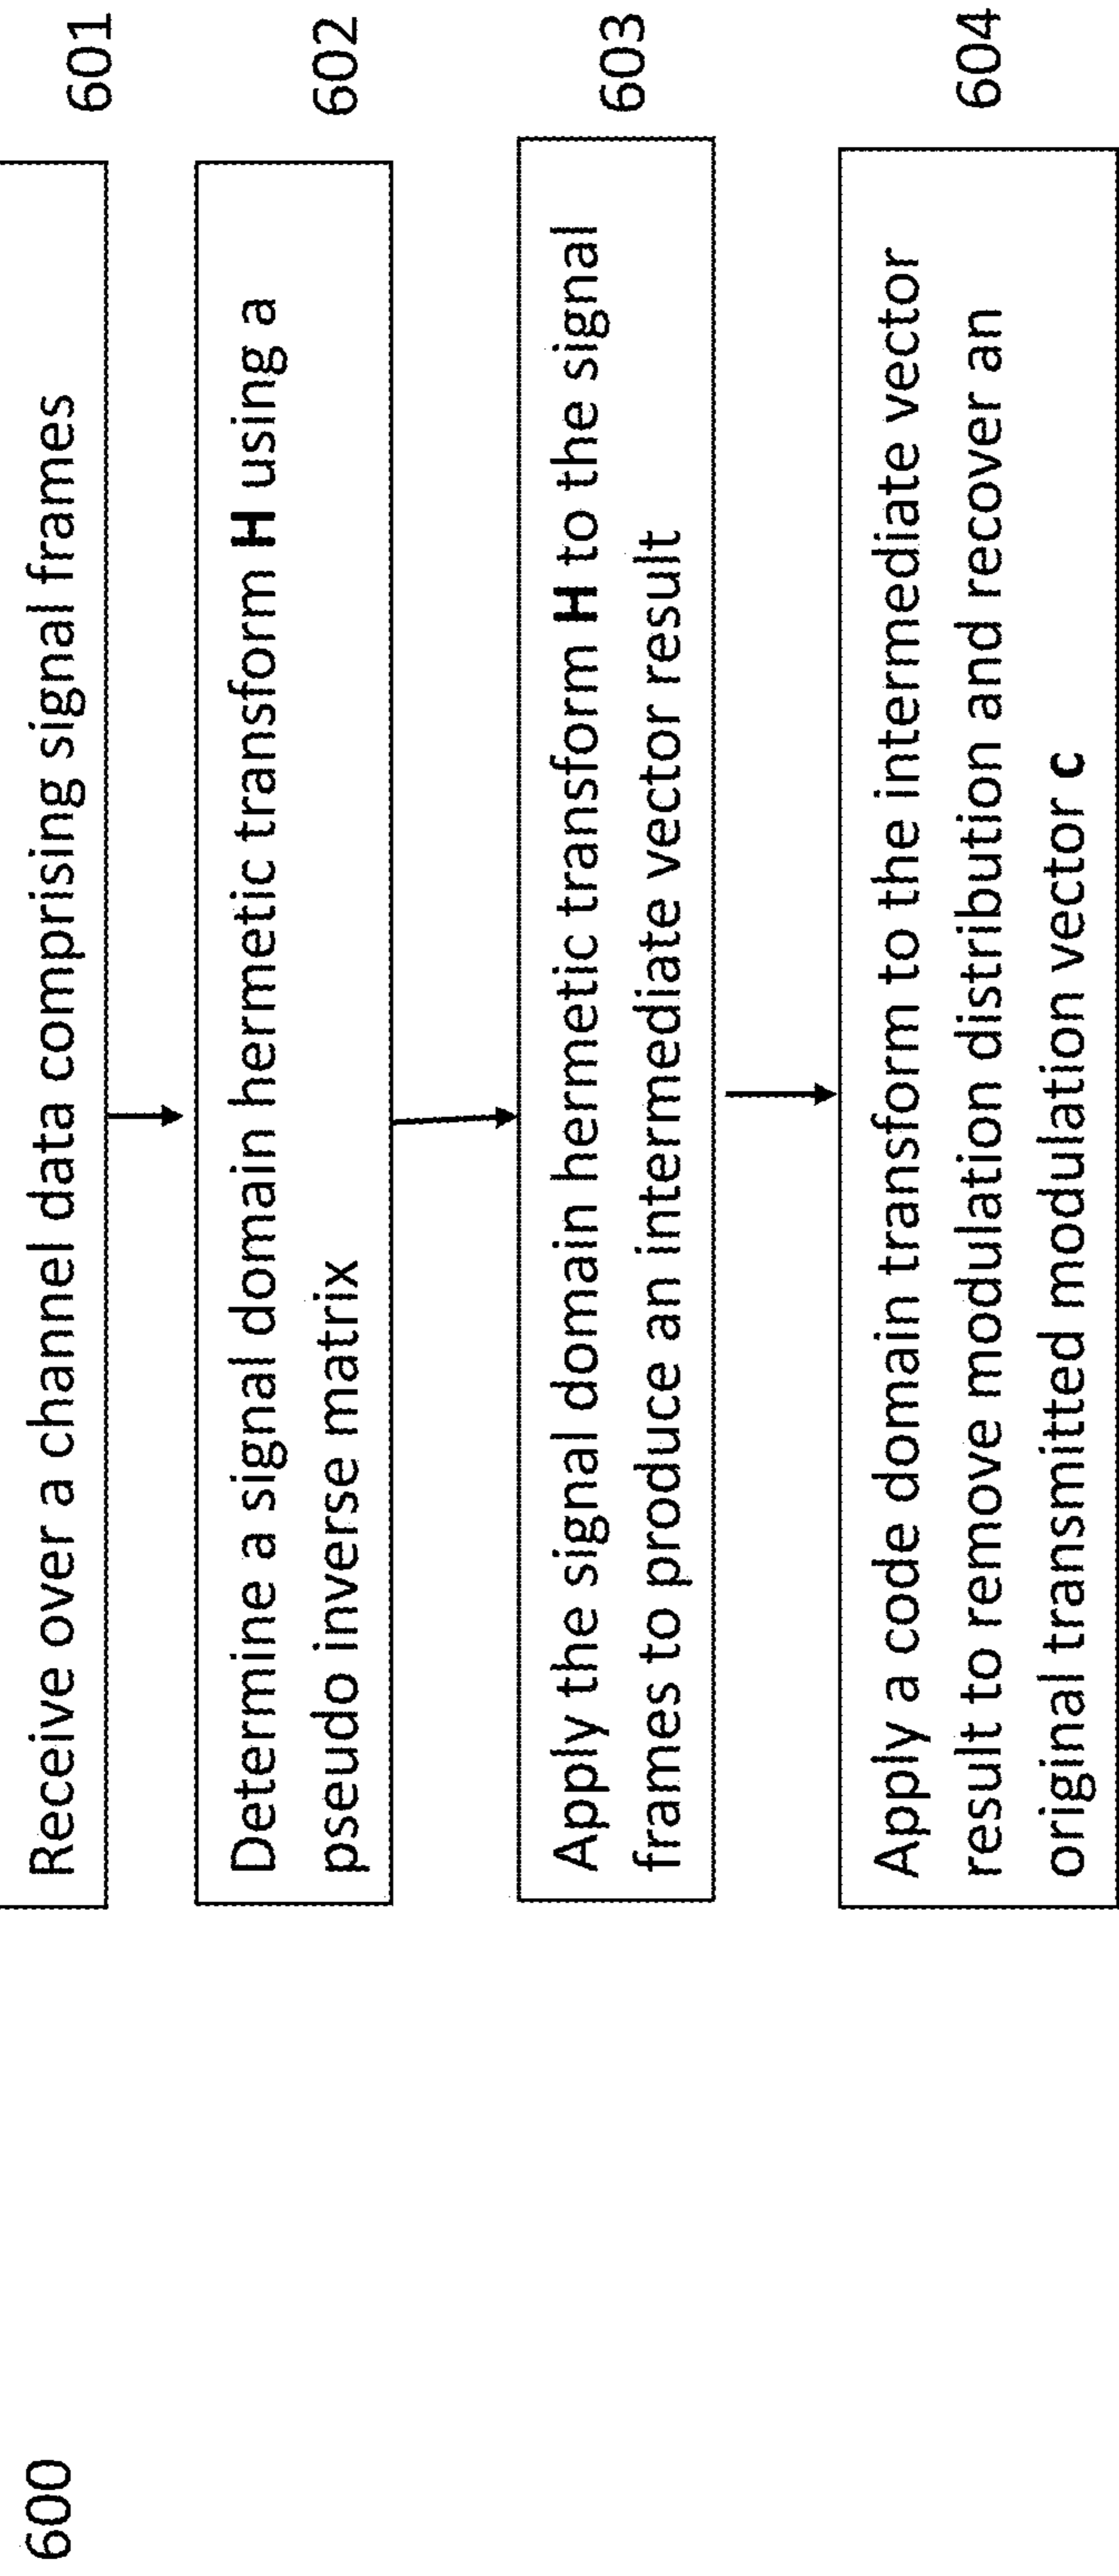 600
Receive over a channel data comprising signal frames
601
Determine a signal domain hermetic transform H using a
pseudo inverse matrix
602
Apply the signal domain hermetic transform H to the signal
frames to produce an intermediate vector result
603
Apply a code domain transform to the intermediate vector
result to remove modulation distribution and recover an
original transmitted modulation vector c
604